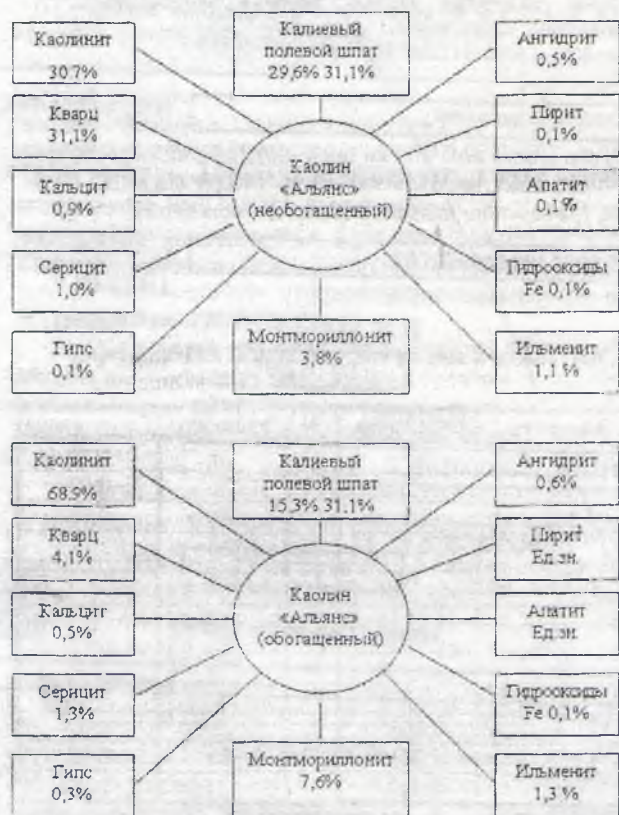 Каолинит
30.7%
Калиевый
полевой шпат
29,6% 31,1%
Ангидрит
0,5%
Кварц
31,1%
Пирит
0,1%
Кальцит
0,9%
Каолин
«Альянс»
(необогащенный)
Апатит
0,1%
Серицит
1,0%
Гидрооксиды
Fe 0,1%
Гипс
0,1%
Монтмориллонит
3,8%
Ильменит
1,1%
Каолинит
68.9%
Калиевый
полевой шпат
15,3% 31.1%
Ангидрит
0,6%
Кварц
4,1%
Пирит
Ед.зн.
Кальцит
0,5%
Каолин
«Альянс»
(обогащенный)
Апатит
Ед.зн.
Серицит
1,3%
Гидрооксиды
Fe 0,1%
Гипс
0,3%
Монтмориллонит
7,6%
Ильменит
1,3%